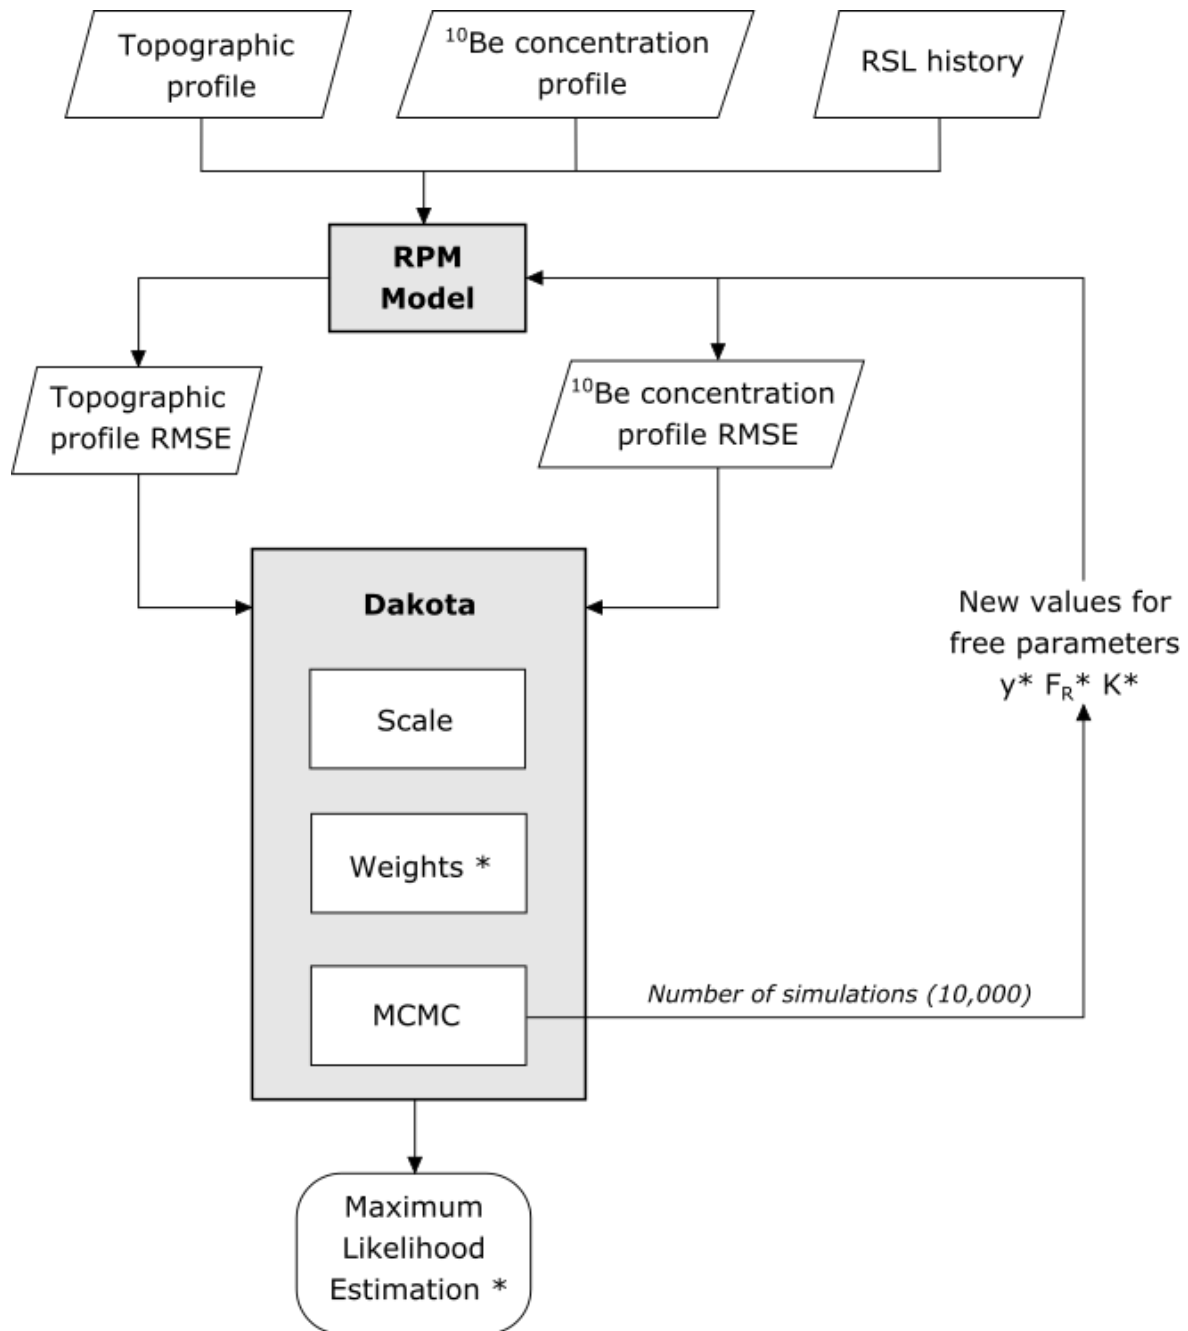 Topographic
profile
¹⁰Be concentration
profile
RSL history
RPM
Model
Topographic
profile RMSE
¹⁰Be concentration
profile RMSE
Dakota
New values for
free parameters
y* F_R* K*
Scale
Weights *
MCMC
Number of simulations (10,000)
Maximum
Likelihood
Estimation *